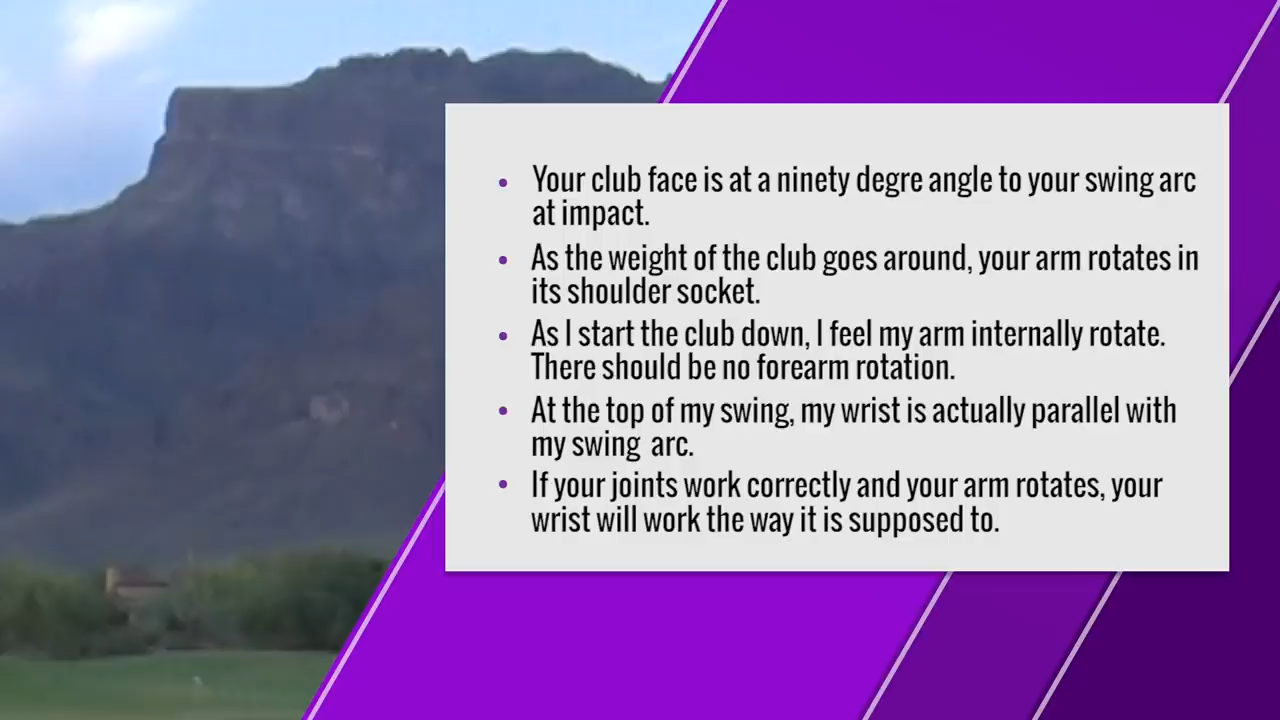 • Your club face is at a ninety degre angle to your swing arc
at impact.
• As the weight of the club goes around, your arm rotates in
its shoulder socket.
• As I start the club down, I feel my arm internally rotate.
There should be no forearm rotation.
• At the top of my swing, my wrist is actually parallel with
my swing arc.
• If your joints work correctly and your arm rotates, your
wrist will work the way it is supposed to.